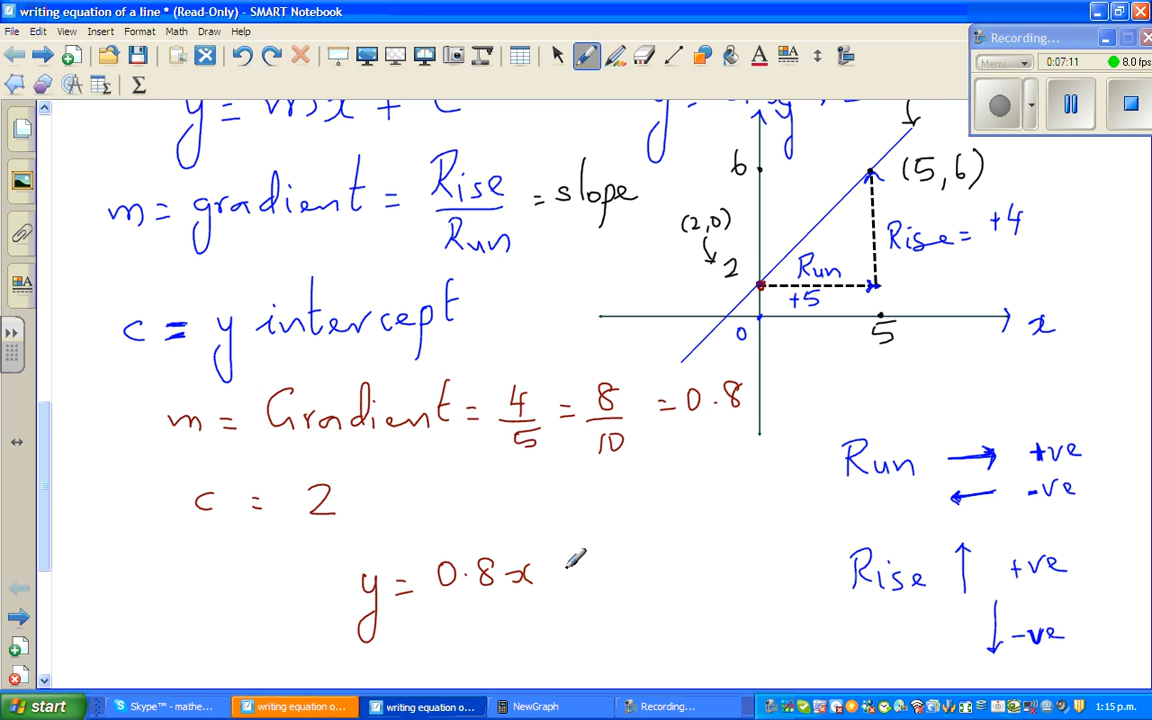 writing equation of a line * (Read-Only) - SMART Notebook
File Edit View Insert Format Math Draw Help
Recording...
Menu 0:07:11 8.0 fps
y = mx + c
m = gradient = Rise / Run = slope
c = y intercept
m = Gradient = 4/5 = 8/10 = 0.8
c = 2
y = 0.8x
y
6
(5,6)
(2,0)
2
Run
+5
Rise = +4
0
5
x
Run → +ve
← -ve
Rise ↑ +ve
↓ -ve
start
Skype™ - mathe...
writing equation o...
writing equation o...
NewGraph
Recording...
1:15 p.m.